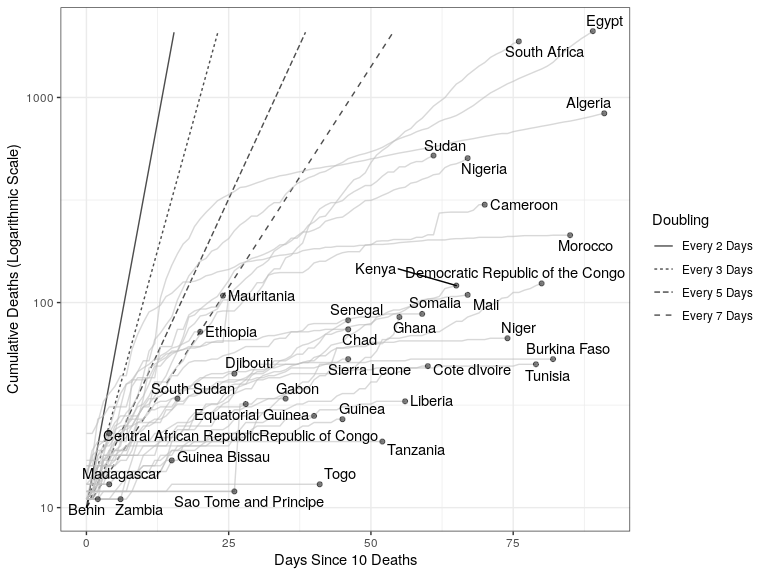 Egypt
South Africa
1000
Algeria
Sudan
Nigeria
Cameroon
Doubling
Every 2 Days
Every 3 Days
Every 5 Days
Every 7 Days
Morocco
Kenya
Democratic Republic of the Congo
Mauritania
100
Senegal
Somalia
Mali
Ethiopia
Chad
Ghana
Niger
Burkina Faso
Djibouti
Sierra Leone
Cote dIvoire
Tunisia
South Sudan
Gabon
Liberia
Equatorial Guinea
Guinea
Central African Republic
Republic of Congo
Tanzania
Guinea Bissau
Madagascar
Togo
Sao Tome and Principe
10
Benin
Zambia
0
25
50
75
Days Since 10 Deaths
Cumulative Deaths (Logarithmic Scale)